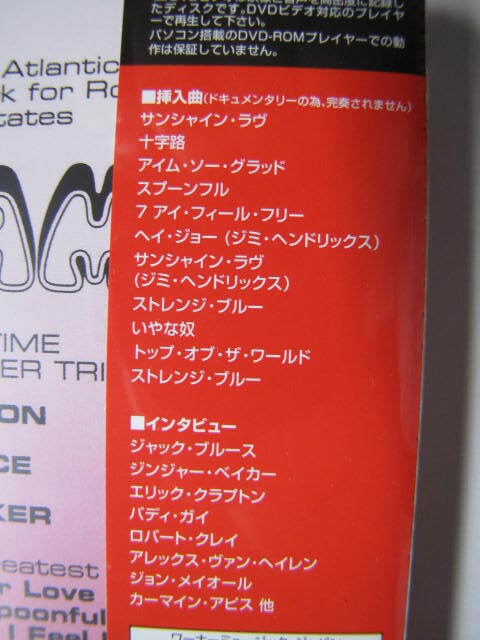 たものです。DVDビデオ対応のプレイヤ
ーで再生して下さい。
パソコン搭載のDVD-ROMプレイヤーでの動
作は保証していません。
■挿入曲(ドキュメンタリーの為、完奏されません)
サンシャイン・ラヴ
十字路
アイム・ソー・グラッド
スプーンフル
7 アイ・フィール・フリー
ヘイ・ジョー (ジミ・ヘンドリックス)
サンシャイン・ラヴ
(ジミ・ヘンドリックス)
ストレンジ・ブルー
いやな奴
トップ・オブ・ザ・ワールド
ストレンジ・ブルー
■インタビュー
ジャック・ブルース
ジンジャー・ベイカー
エリック・クラプトン
バディ・ガイ
ロバート・クレイ
アレックス・ヴァン・ヘイレン
ジョン・メイオール
カーマイン・アピス 他
Atlantic
k for Ro
tates
AM
TIME
ER TRI
ON
CE
KER
reatest
r Love
poonful
I Feel